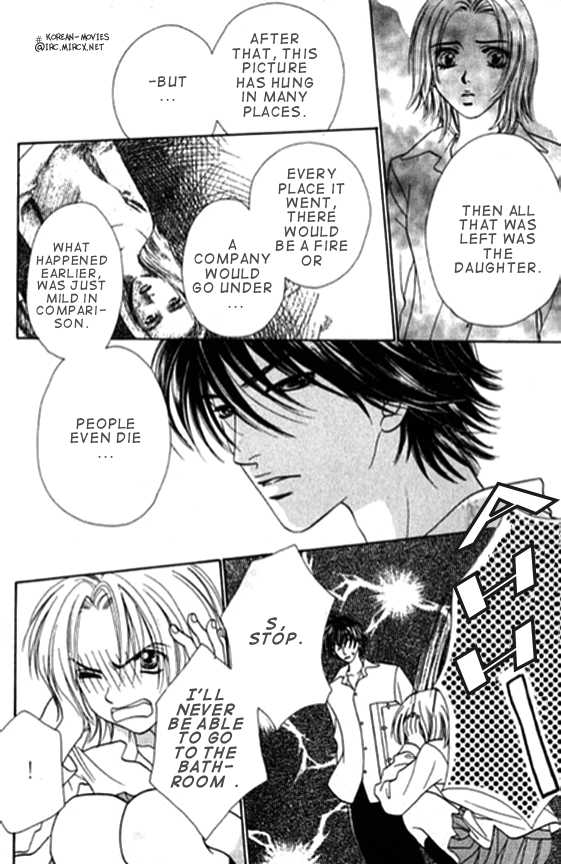 # KOREAN-MOVIES
@IRC.MIRCX.NET
THEN ALL
THAT WAS
LEFT WAS
THE
DAUGHTER.
AFTER
THAT, THIS
PICTURE
HAS HUNG
IN MANY
PLACES.
-BUT
...
EVERY
PLACE IT
WENT,
THERE
WOULD
BE A FIRE
OR
A
COMPANY
WOULD
GO UNDER
...
WHAT
HAPPENED
EARLIER,
WAS JUST
MILD IN
COMPARI-
SON.
PEOPLE
EVEN DIE
...
AHH!
S,
STOP.
I'LL
NEVER
BE ABLE
TO GO
TO THE
BATH-
ROOM .
!